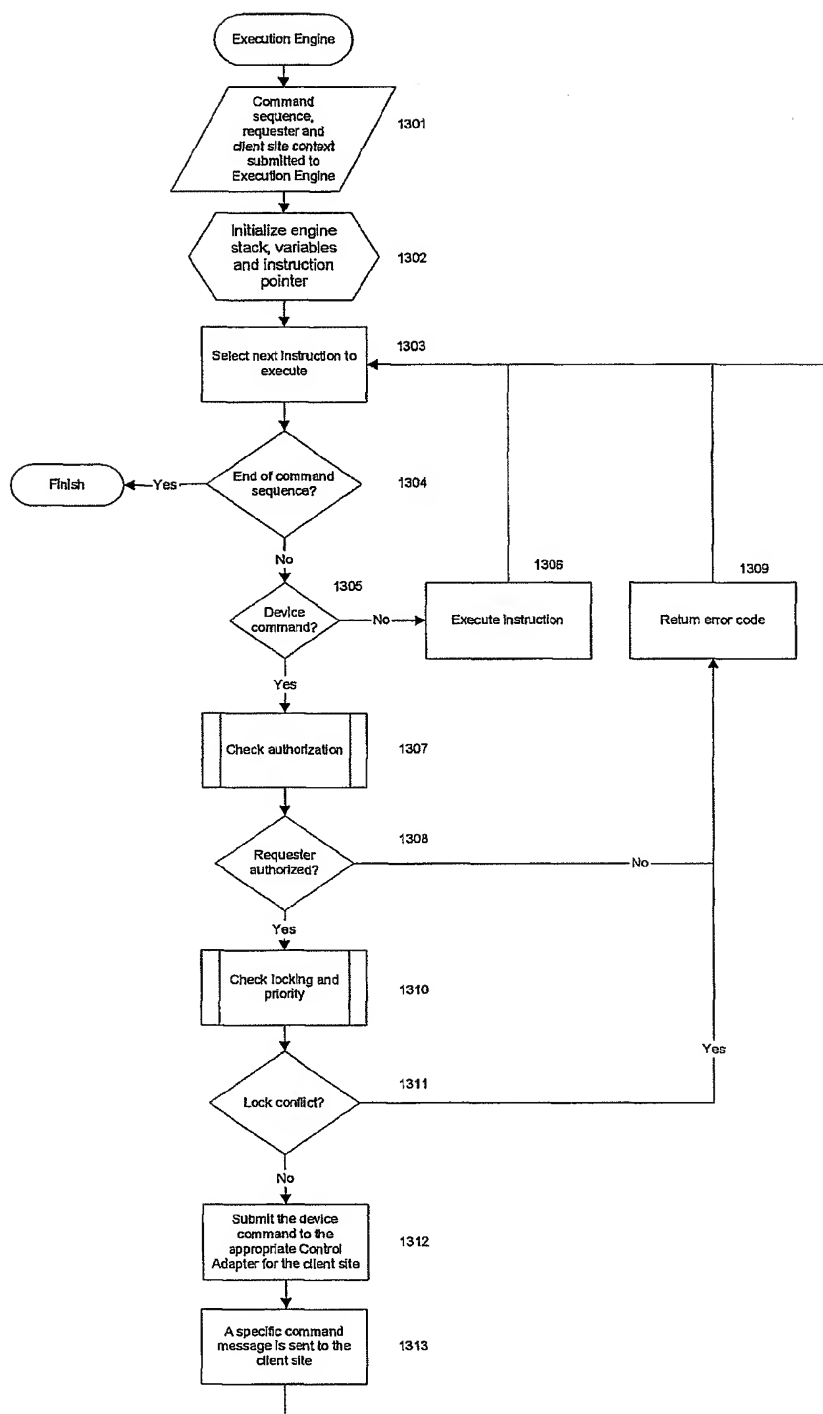 Execution Engine
Command
sequence,
requester and
client site context
submitted to
Execution Engine
1301
Initialize engine
stack, variables
and instruction
pointer
1302
1303
Select next instruction to
execute
End of command
sequence?
1304
Yes
Finish
No
1305
1306
1309
Device
command?
No
Execute instruction
Return error code
Yes
Check authorization
1307
1308
Requester
authorized?
No
Yes
Check locking and
priority
1310
Yes
1311
Lock conflict?
No
Submit the device
command to the
appropriate Control
Adapter for the client site
1312
A specific command
message is sent to the
client site
1313